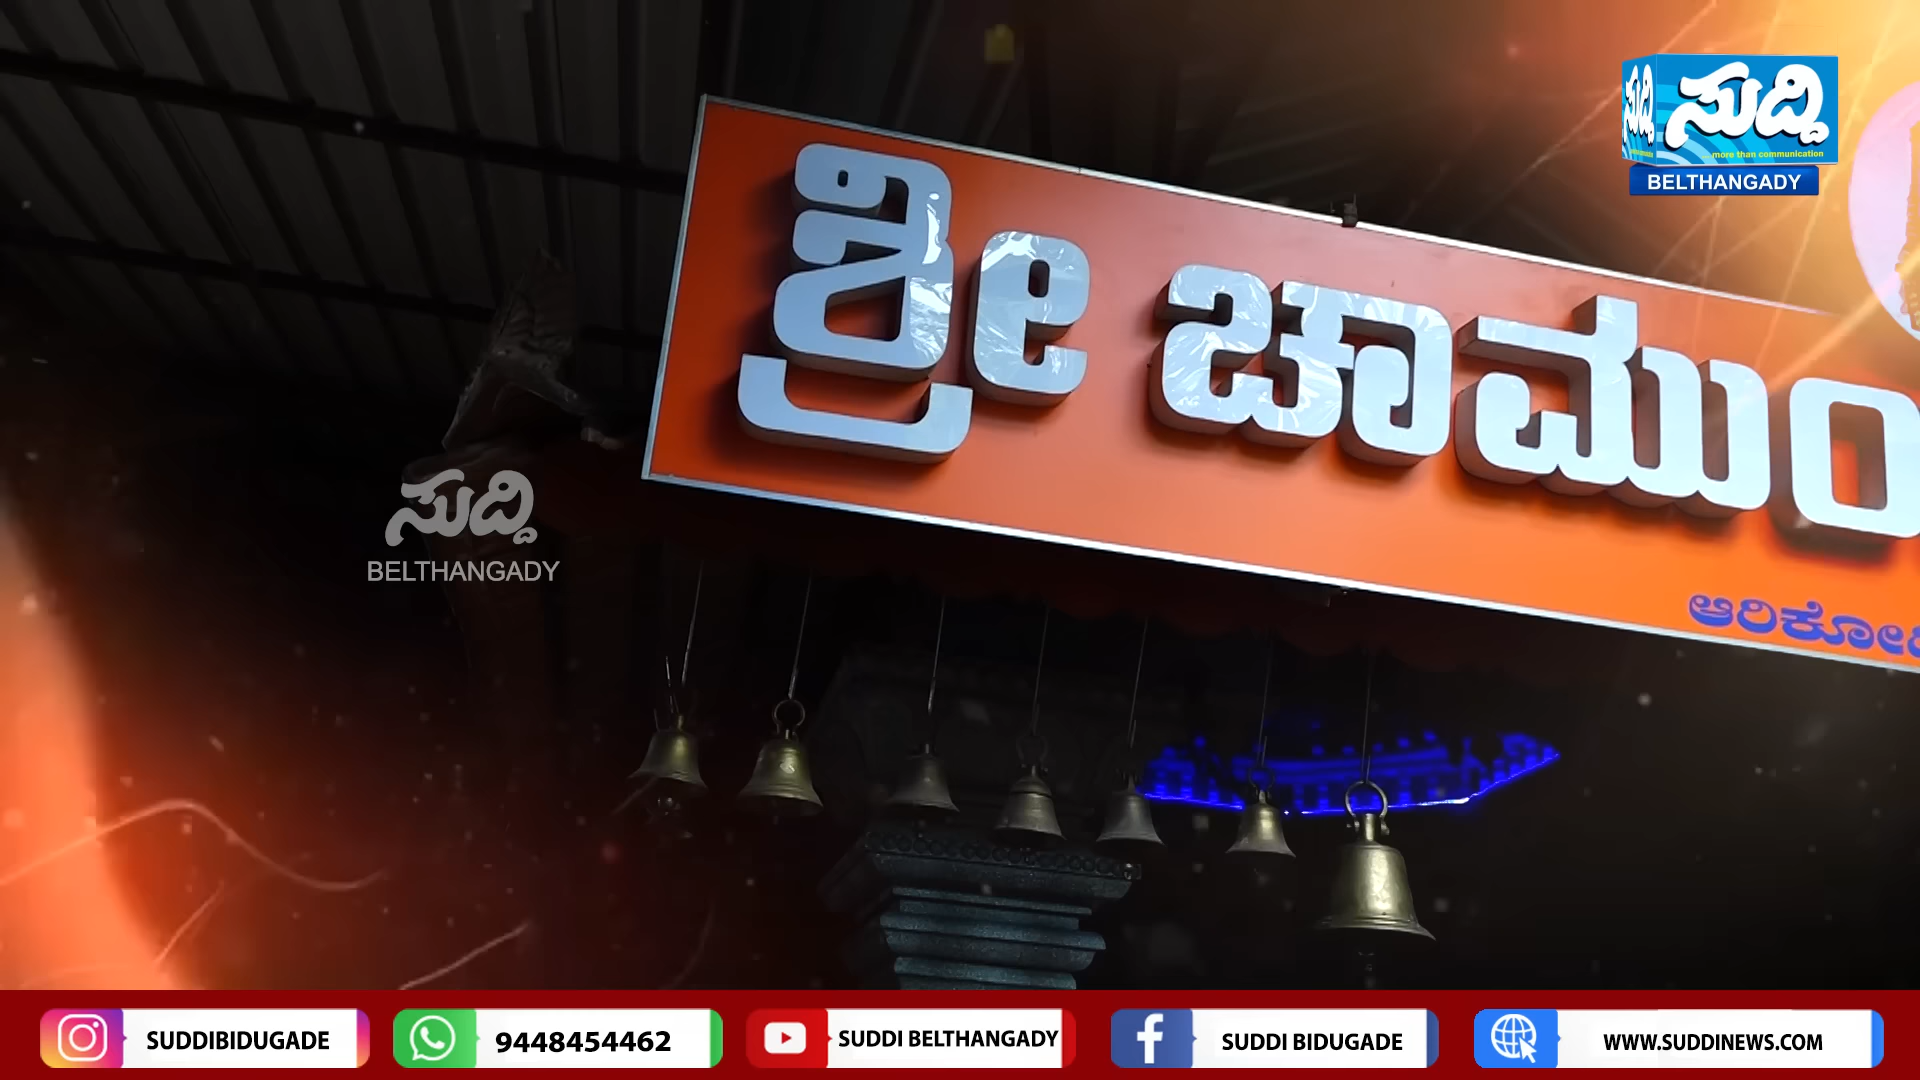 ಸುದ್ದಿ
ಸುದ್ದಿ
more than communication
BELTHANGADY
ಶ್ರೀ
ಸುದ್ದಿ
BELTHANGADY
SUDDIBIDUGADE
9448454462
SUDDI BELTHANGADY
SUDDI BIDUGADE
WWW.SUDDINEWS.COM